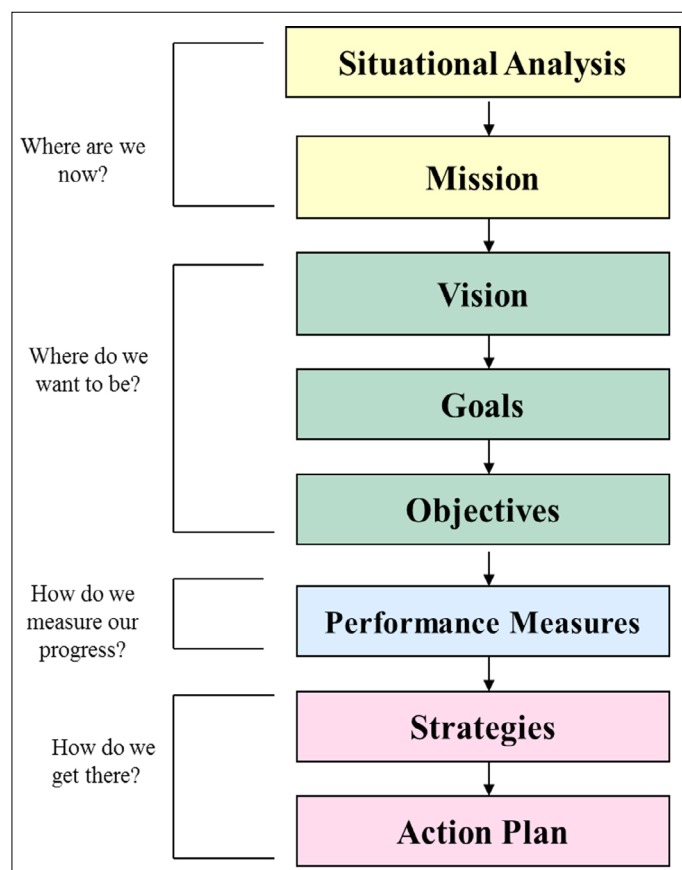 Situational Analysis
Where are we
now?
Mission
Vision
Where do we
want to be?
Goals
Objectives
How do we
measure our
progress?
Performance Measures
Strategies
How do we
get there?
Action Plan